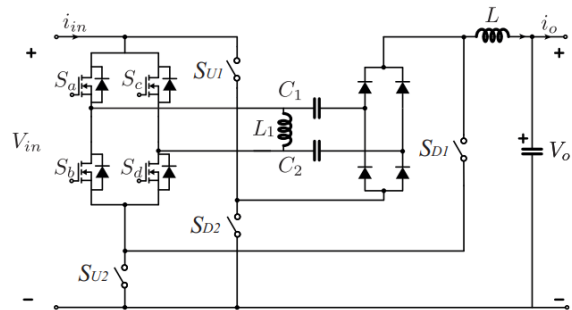 i_in
L
i_o
+
+
S_a
S_c
S_U1
C_1
V_in
L_1
S_D1
+
V_o
S_b
S_d
C_2
S_D2
S_U2
−
−